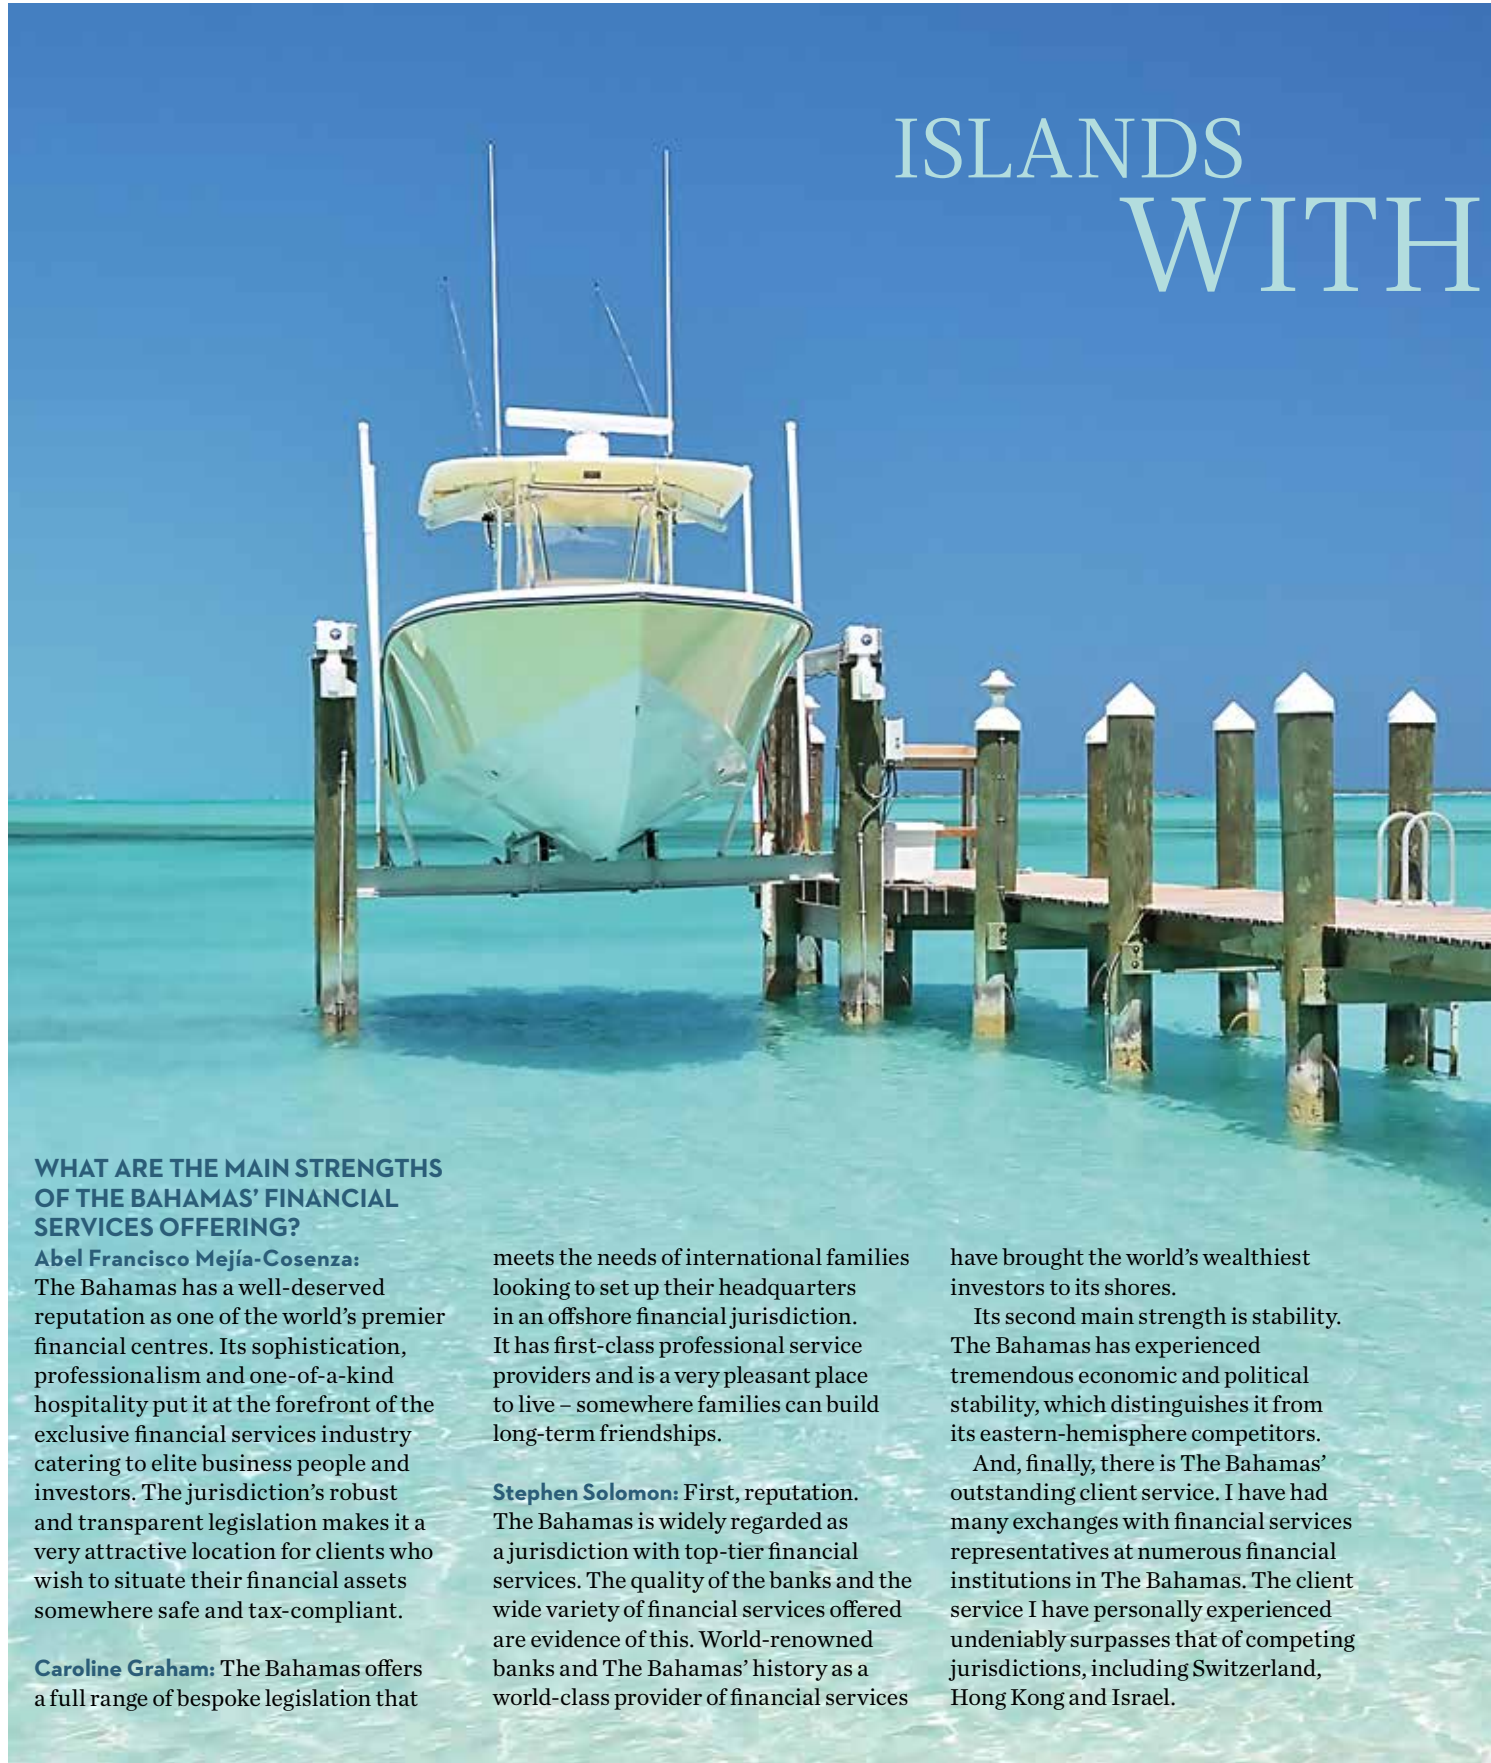 ISLANDS
WITH
WHAT ARE THE MAIN STRENGTHS
OF THE BAHAMAS’ FINANCIAL
SERVICES OFFERING?
Abel Francisco Mejía-Cosenza:
The Bahamas has a well-deserved
reputation as one of the world’s premier
financial centres. Its sophistication,
professionalism and one-of-a-kind
hospitality put it at the forefront of the
exclusive financial services industry
catering to elite business people and
investors. The jurisdiction’s robust
and transparent legislation makes it a
very attractive location for clients who
wish to situate their financial assets
somewhere safe and tax-compliant.
Caroline Graham: The Bahamas offers
a full range of bespoke legislation that
meets the needs of international families
looking to set up their headquarters
in an offshore financial jurisdiction.
It has first-class professional service
providers and is a very pleasant place
to live – somewhere families can build
long-term friendships.
Stephen Solomon: First, reputation.
The Bahamas is widely regarded as
a jurisdiction with top-tier financial
services. The quality of the banks and the
wide variety of financial services offered
are evidence of this. World-renowned
banks and The Bahamas’ history as a
world-class provider of financial services
have brought the world’s wealthiest
investors to its shores.
Its second main strength is stability.
The Bahamas has experienced
tremendous economic and political
stability, which distinguishes it from
its eastern-hemisphere competitors.
And, finally, there is The Bahamas’
outstanding client service. I have had
many exchanges with financial services
representatives at numerous financial
institutions in The Bahamas. The client
service I have personally experienced
undeniably surpasses that of competing
jurisdictions, including Switzerland,
Hong Kong and Israel.